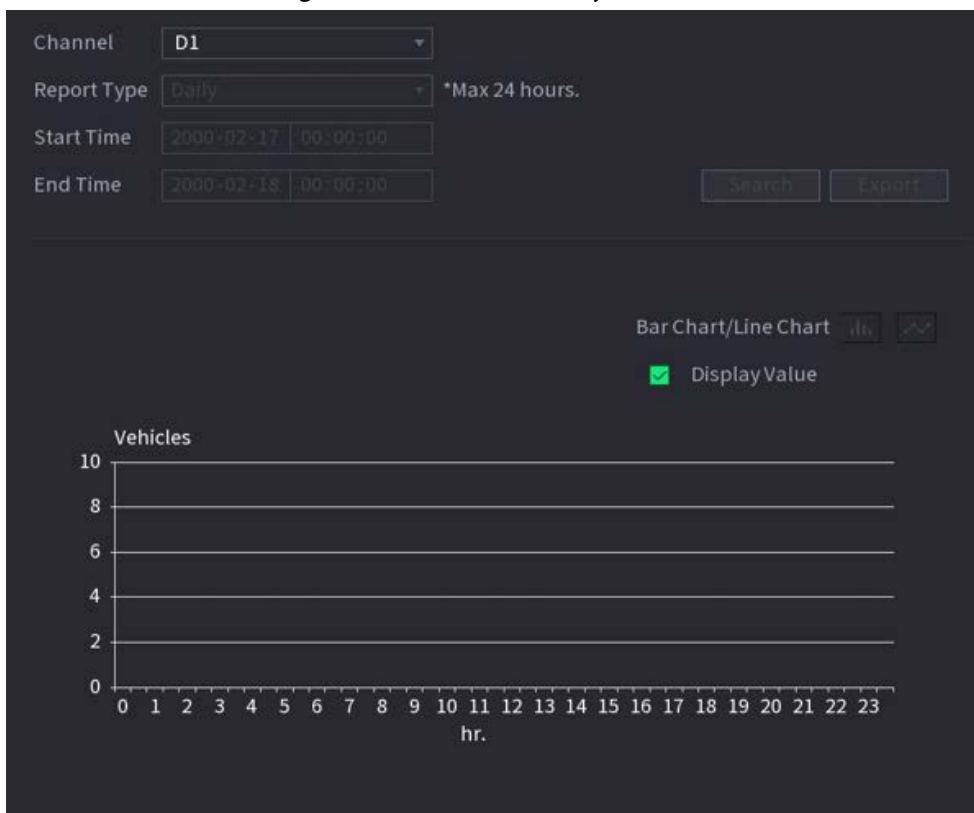 Channel D1
Report Type Daily *Max 24 hours.
Start Time 2000-02-17 00:00:00
End Time 2000-02-18 00:00:00 Search Export
Bar Chart/Line Chart
Display Value
Vehicles
10
8
6
4
2
0
0 1 2 3 4 5 6 7 8 9 10 11 12 13 14 15 16 17 18 19 20 21 22 23
hr.